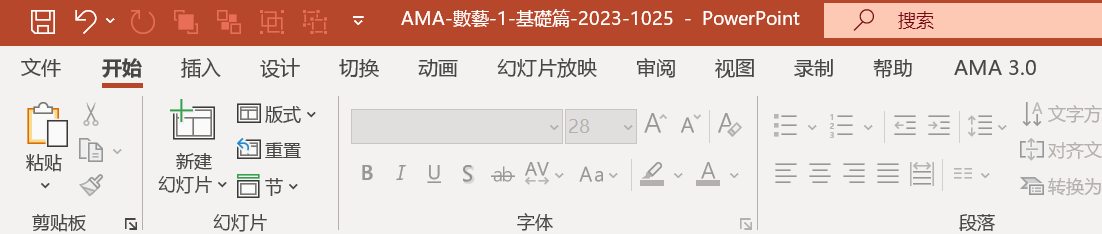 AMA-數藝-1-基礎篇-2023-1025 - PowerPoint 搜索
文件 开始 插入 设计 切换 动画 幻灯片放映 审阅 视图 录制 帮助 AMA 3.0
粘贴
剪贴板
新建
幻灯片
版式
重置
节
幻灯片
28 A A A
B I U S ab AV Aa A
字体
段落
文字方
对齐文
转换为